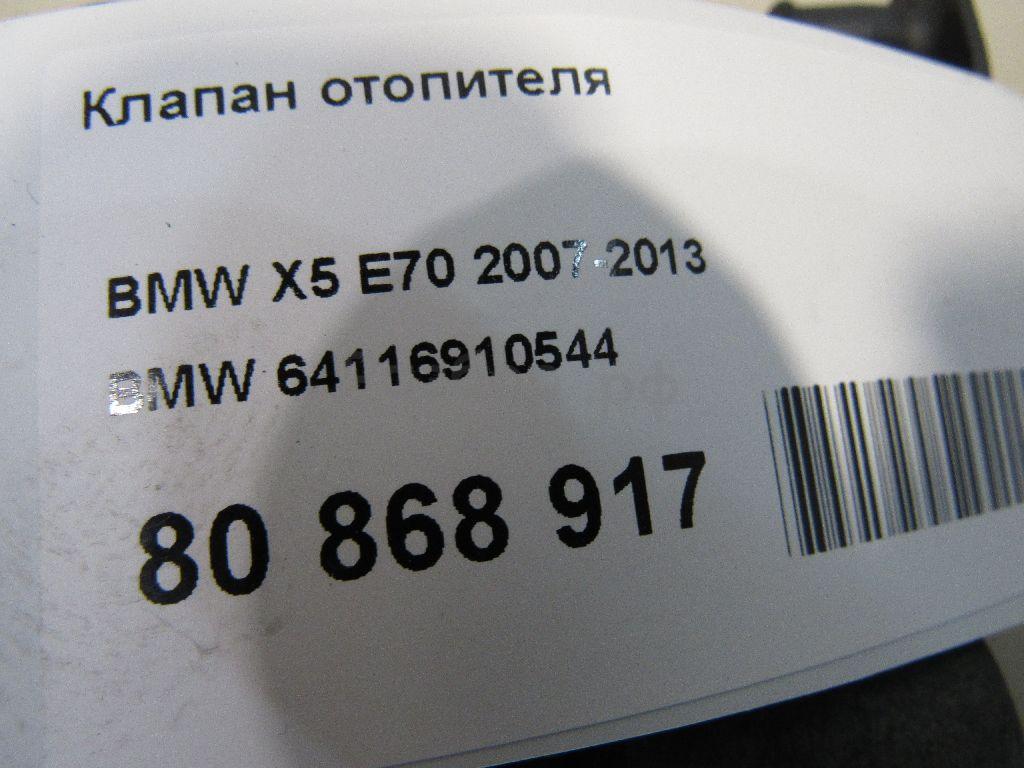 Клапан отопителя
BMW X5 E70 2007-2013
BMW 64116910544
80 868 917